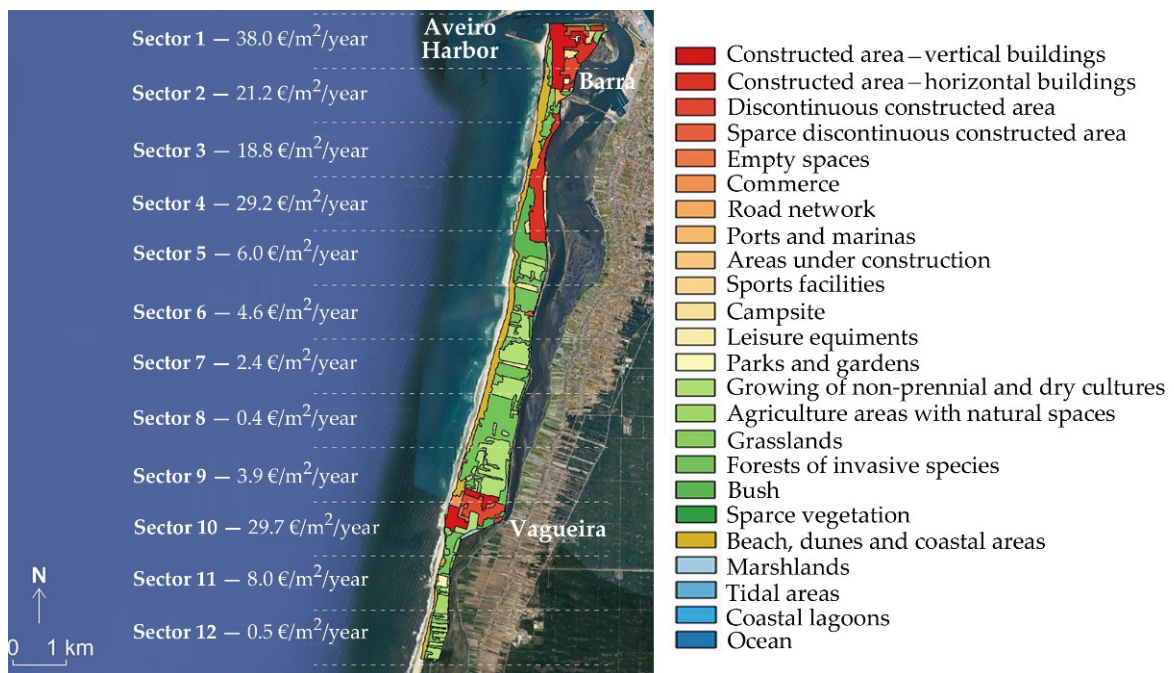 Aveiro
Harbor
Barra
Vagueira
Sector 1 — 38.0 €/m²/year
Sector 2 — 21.2 €/m²/year
Sector 3 — 18.8 €/m²/year
Sector 4 — 29.2 €/m²/year
Sector 5 — 6.0 €/m²/year
Sector 6 — 4.6 €/m²/year
Sector 7 — 2.4 €/m²/year
Sector 8 — 0.4 €/m²/year
Sector 9 — 3.9 €/m²/year
Sector 10 — 29.7 €/m²/year
Sector 11 — 8.0 €/m²/year
Sector 12 — 0.5 €/m²/year
N
0 1 km
Constructed area–vertical buildings
Constructed area–horizontal buildings
Discontinuous constructed area
Sparce discontinuous constructed area
Empty spaces
Commerce
Road network
Ports and marinas
Areas under construction
Sports facilities
Campsite
Leisure equiments
Parks and gardens
Growing of non-prennial and dry cultures
Agriculture areas with natural spaces
Grasslands
Forests of invasive species
Bush
Sparce vegetation
Beach, dunes and coastal areas
Marshlands
Tidal areas
Coastal lagoons
Ocean